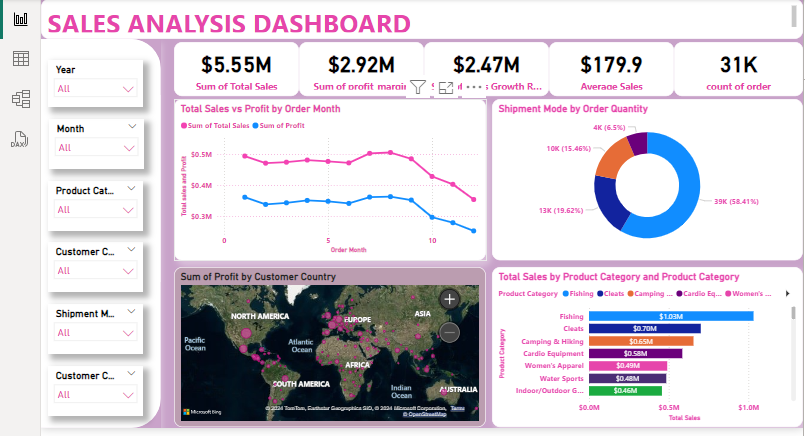 SALES ANALYSIS DASHBOARD
Year
All
Month
All
Product Cat...
All
Customer C...
All
Shipment M...
All
Customer C...
All
DAX
$5.55M
Sum of Total Sales
$2.92M
Sum of profit margin
$2.47M
Growth R...
$179.9
Average Sales
31K
count of order
Total Sales vs Profit by Order Month
Sum of Total Sales Sum of Profit
Total sales and Profit
$0.5M
$0.4M
$0.3M
0 5 10
Order Month
Shipment Mode by Order Quantity
4K (6.5%)
10K (15.46%)
13K (19.62%)
39K (58.41%)
Sum of Profit by Customer Country
NORTH AMERICA
EUROPE
ASIA
Pacific
Ocean
Atlantic
Ocean
AFRICA
SOUTH AMERICA
Indian
Ocean
AUSTRALIA
Microsoft Bing
© 2024 TomTom, Earthstar Geographics SIO, © 2024 Microsoft Corporation, Terms
© OpenStreetMap
Total Sales by Product Category and Product Category
Product Category Fishing Cleats Camping ... Cardio Eq... Women's ...
Product Category
Fishing $1.03M
Cleats $0.70M
Camping & Hiking $0.65M
Cardio Equipment $0.58M
Women's Apparel $0.49M
Water Sports $0.48M
Indoor/Outdoor G... $0.46M
$0.0M $0.5M $1.0M
Total Sales